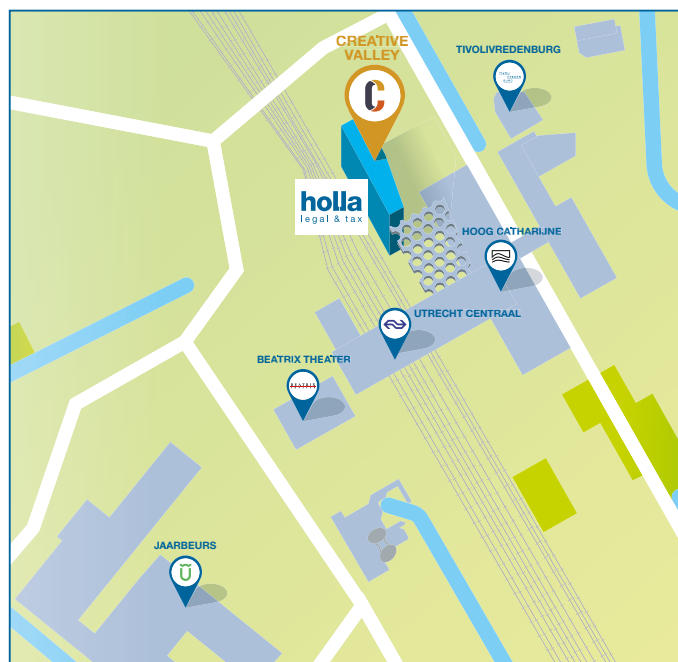 CREATIVE
VALLEY
TIVOLIVREDENBURG
holla
legal & tax
HOOG CATHARIJNE
UTRECHT CENTRAAL
BEATRIX THEATER
JAARBEURS